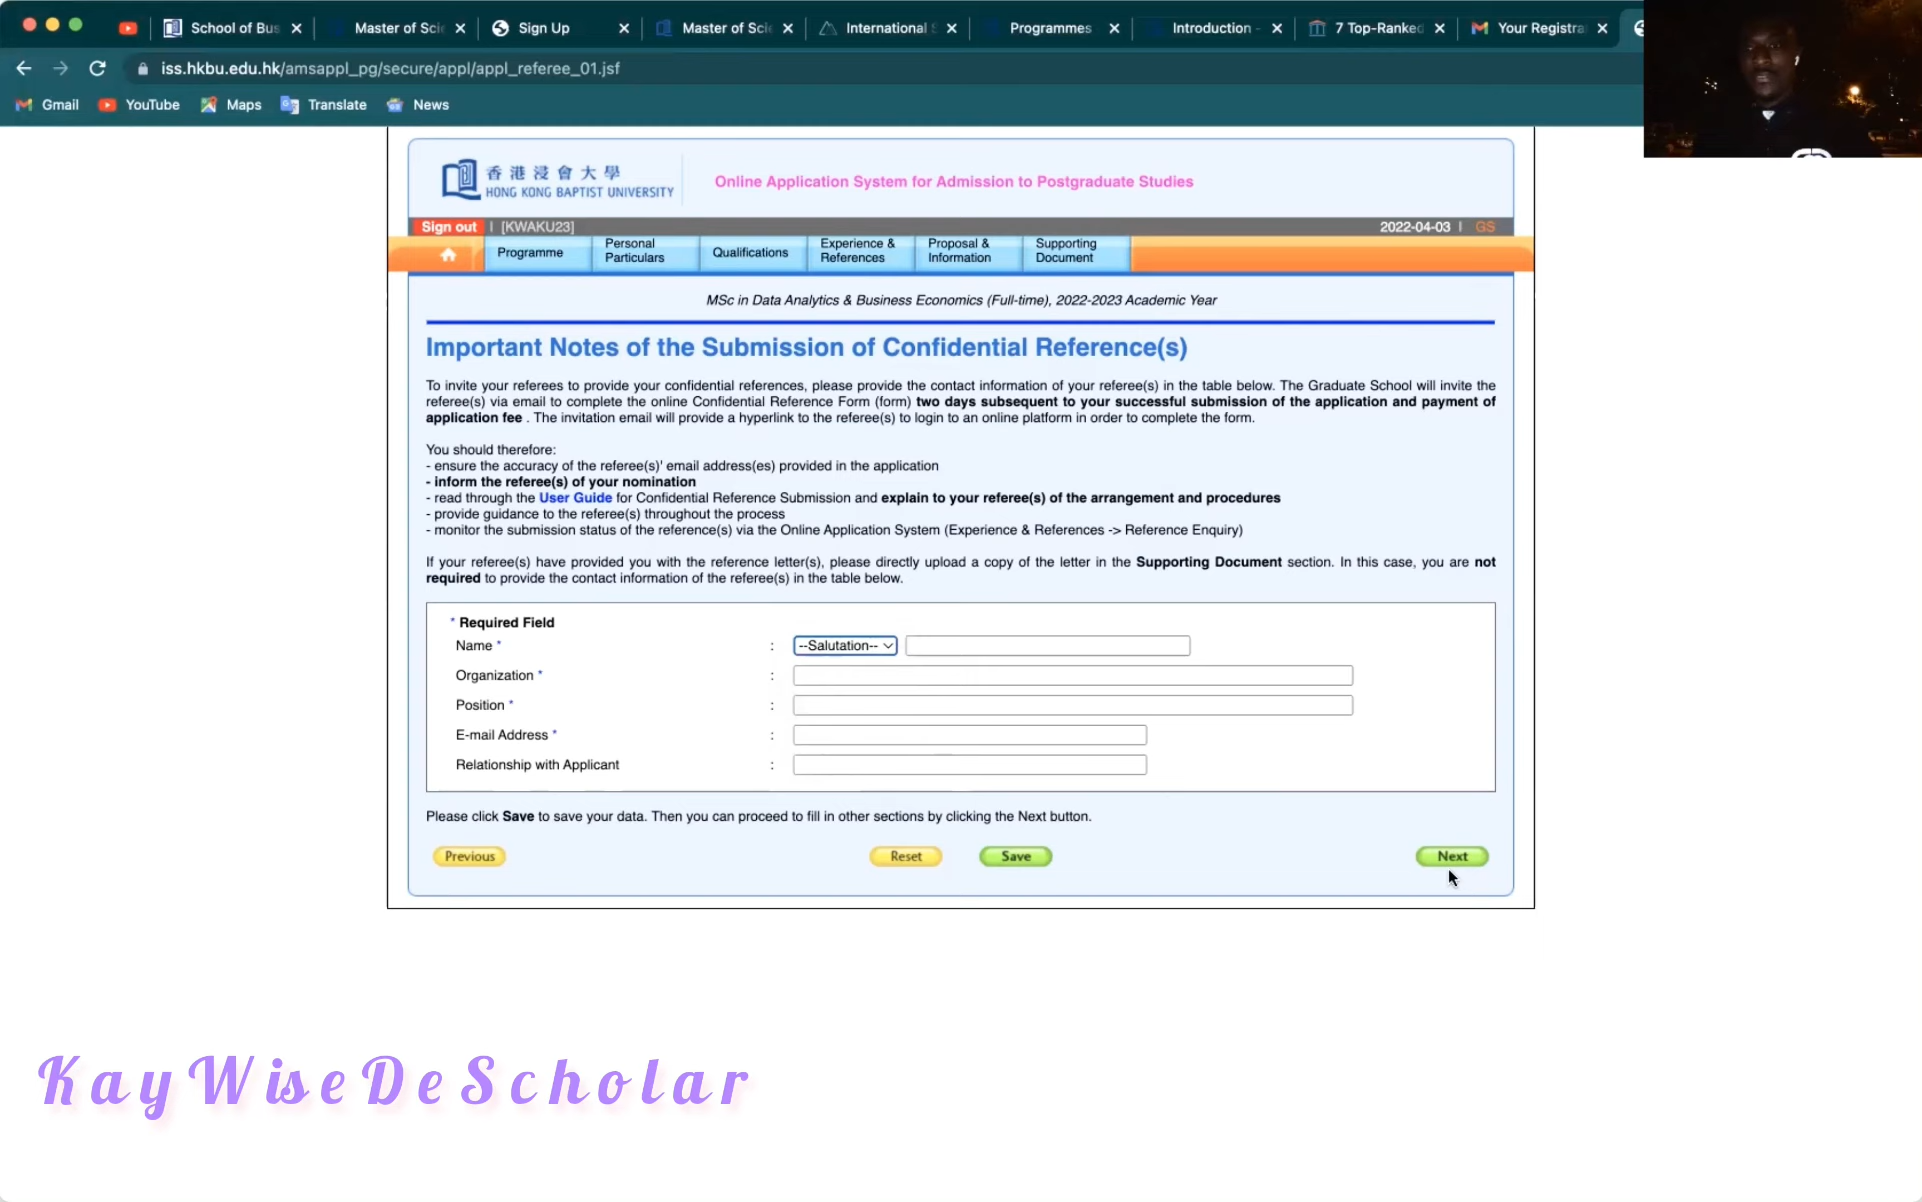 School of Bus
Master of Scie
Sign Up
Master of Scie
International S
Programmes
Introduction -
7 Top-Ranked
Your Registra
iss.hkbu.edu.hk/amsappl_pg/secure/appl/appl_referee_01.jsf
Gmail YouTube Maps Translate News
香港浸會大學
HONG KONG BAPTIST UNIVERSITY
Online Application System for Admission to Postgraduate Studies
Sign out | [KWAKU23] 2022-04-03 | GS
Programme
Personal
Particulars
Qualifications
Experience &
References
Proposal &
Information
Supporting
Document
MSc in Data Analytics & Business Economics (Full-time), 2022-2023 Academic Year
Important Notes of the Submission of Confidential Reference(s)
To invite your referees to provide your confidential references, please provide the contact information of your referee(s) in the table below. The Graduate School will invite the
referee(s) via email to complete the online Confidential Reference Form (form) two days subsequent to your successful submission of the application and payment of
application fee . The invitation email will provide a hyperlink to the referee(s) to login to an online platform in order to complete the form.
You should therefore:
- ensure the accuracy of the referee(s)' email address(es) provided in the application
- inform the referee(s) of your nomination
- read through the User Guide for Confidential Reference Submission and explain to your referee(s) of the arrangement and procedures
- provide guidance to the referee(s) throughout the process
- monitor the submission status of the reference(s) via the Online Application System (Experience & References -> Reference Enquiry)
If your referee(s) have provided you with the reference letter(s), please directly upload a copy of the letter in the Supporting Document section. In this case, you are not
required to provide the contact information of the referee(s) in the table below.
* Required Field
Name * : --Salutation--
Organization * :
Position * :
E-mail Address * :
Relationship with Applicant :
Please click Save to save your data. Then you can proceed to fill in other sections by clicking the Next button.
Previous Reset Save Next
KayWiseDeScholar